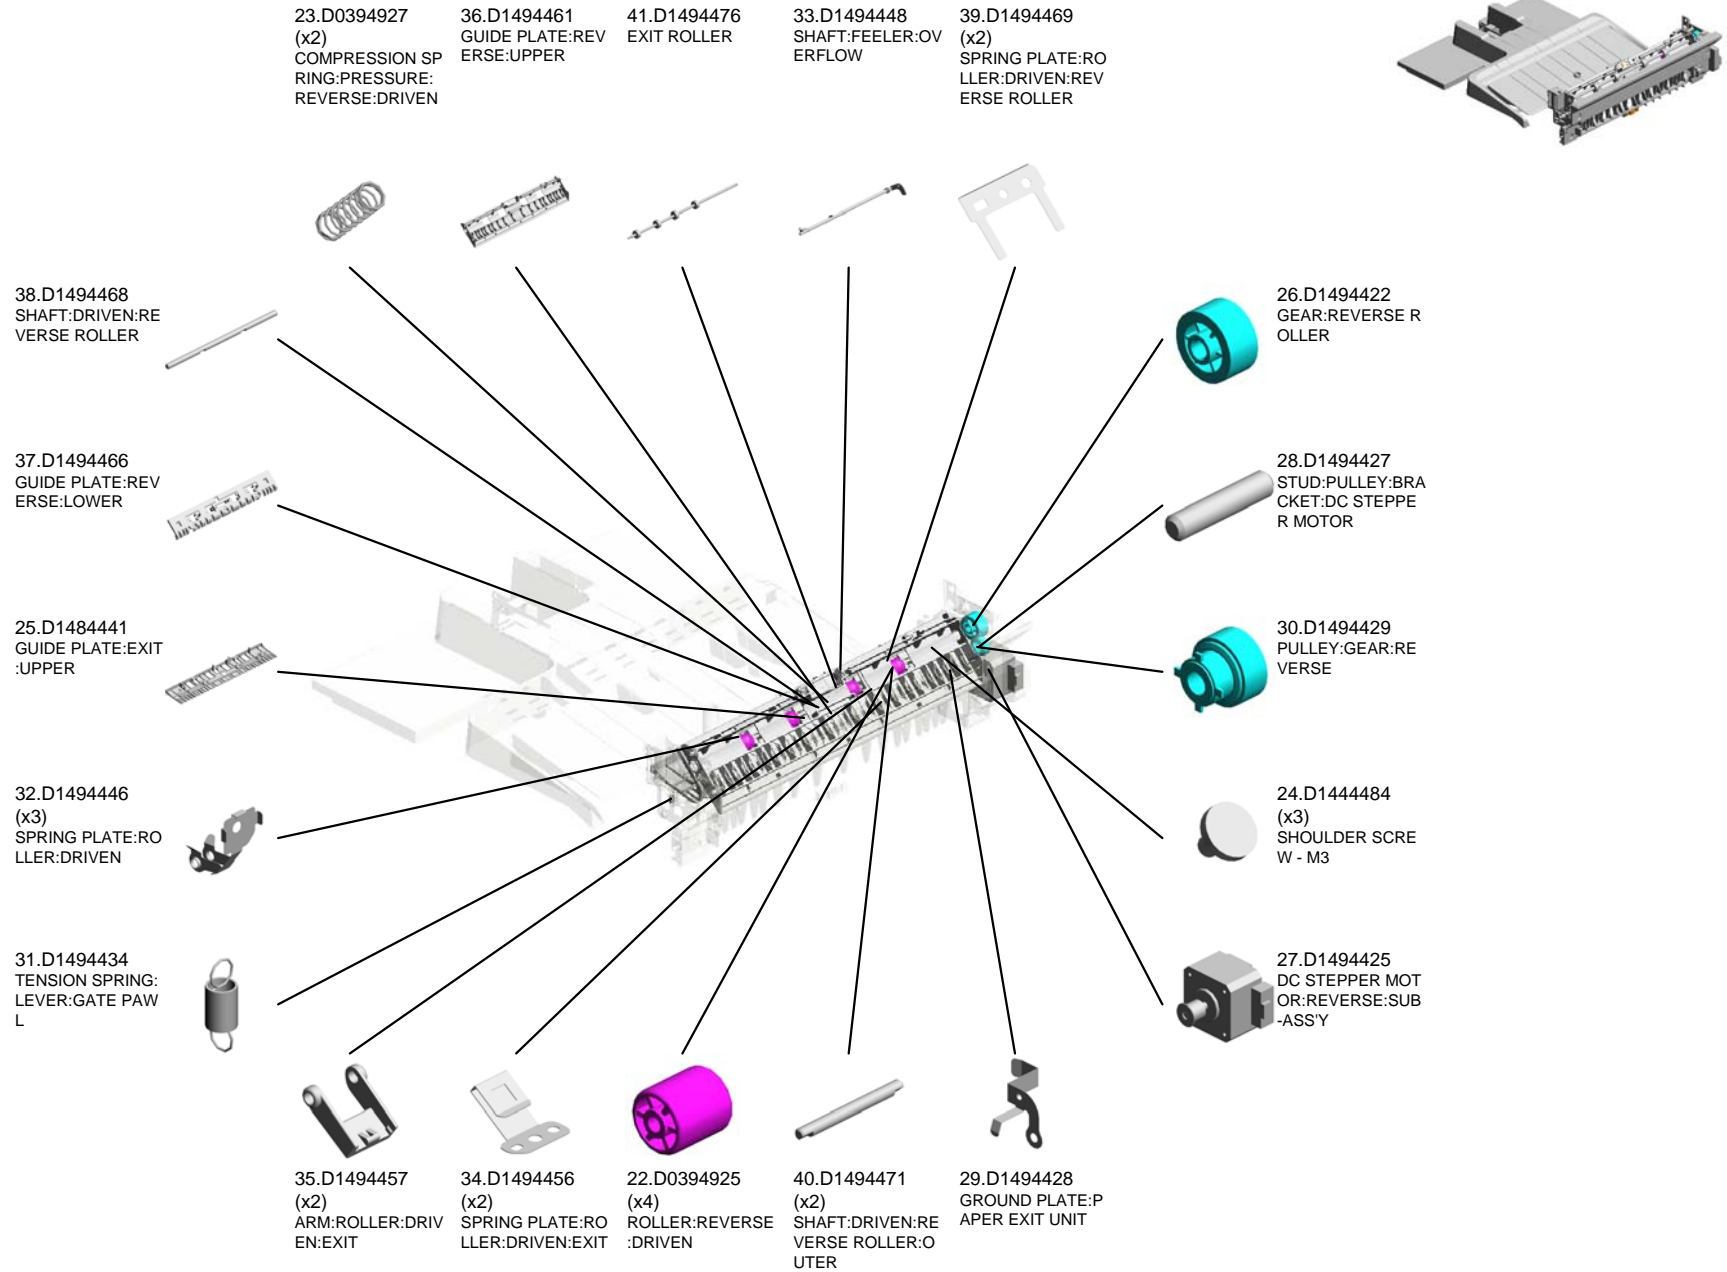 23.D0394927
(x2)
COMPRESSION SP
RING:PRESSURE:
REVERSE:DRIVEN
36.D1494461
GUIDE PLATE:REV
ERSE:UPPER
41.D1494476
EXIT ROLLER
33.D1494448
SHAFT:FEELER:OV
ERFLOW
39.D1494469
(x2)
SPRING PLATE:RO
LLER:DRIVEN:REV
ERSE ROLLER
38.D1494468
SHAFT:DRIVEN:RE
VERSE ROLLER
26.D1494422
GEAR:REVERSE R
OLLER
37.D1494466
GUIDE PLATE:REV
ERSE:LOWER
28.D1494427
STUD:PULLEY:BRA
CKET:DC STEPPE
R MOTOR
25.D1484441
GUIDE PLATE:EXIT
:UPPER
30.D1494429
PULLEY:GEAR:RE
VERSE
32.D1494446
(x3)
SPRING PLATE:RO
LLER:DRIVEN
24.D1444484
(x3)
SHOULDER SCRE
W - M3
31.D1494434
TENSION SPRING:
LEVER:GATE PAW
L
27.D1494425
DC STEPPER MOT
OR:REVERSE:SUB
-ASS'Y
35.D1494457
(x2)
ARM:ROLLER:DRIV
EN:EXIT
34.D1494456
(x2)
SPRING PLATE:RO
LLER:DRIVEN:EXIT
22.D0394925
(x4)
ROLLER:REVERSE
:DRIVEN
40.D1494471
(x2)
SHAFT:DRIVEN:RE
VERSE ROLLER:O
UTER
29.D1494428
GROUND PLATE:P
APER EXIT UNIT